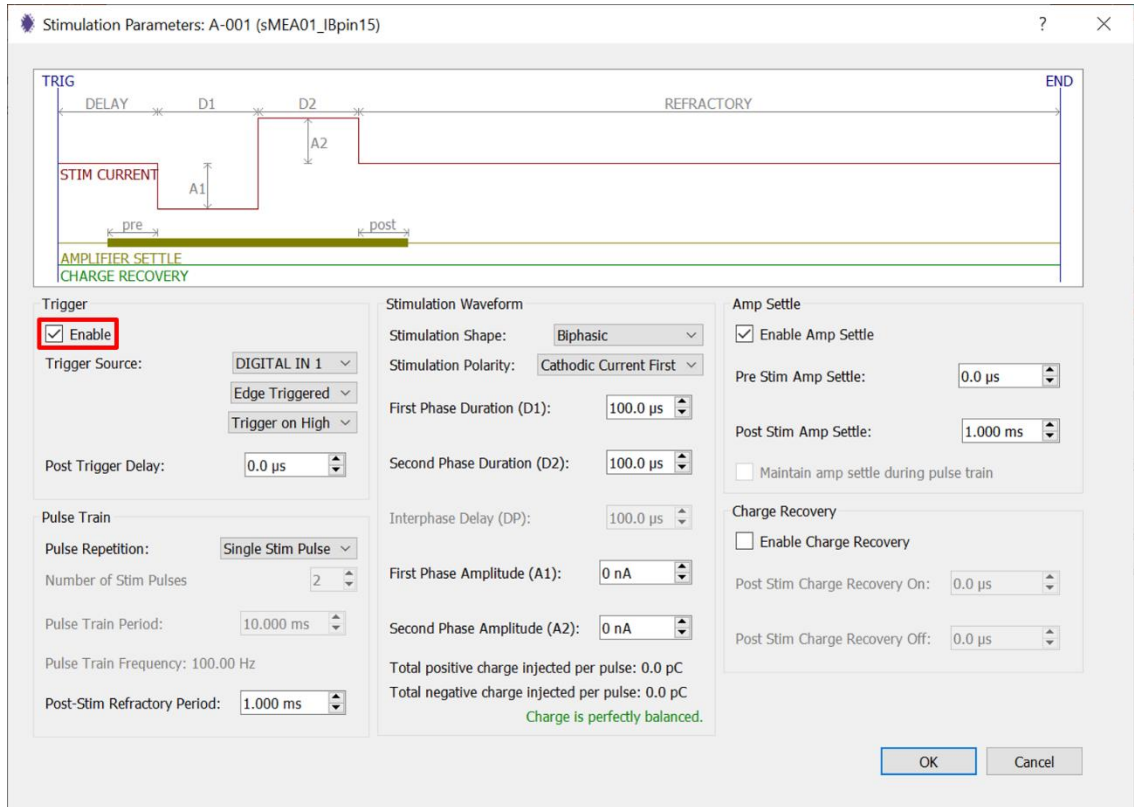 Stimulation Parameters: A-001 (sMEA01_IBpin15)
?
TRIG
END
DELAY
D1
D2
REFRACTORY
A2
STIM CURRENT
A1
pre
post
AMPLIFIER SETTLE
CHARGE RECOVERY
Trigger
Enable
Trigger Source: DIGITAL IN 1
Edge Triggered
Trigger on High
Post Trigger Delay: 0.0 µs
Pulse Train
Pulse Repetition: Single Stim Pulse
Number of Stim Pulses 2
Pulse Train Period: 10.000 ms
Pulse Train Frequency: 100.00 Hz
Post-Stim Refractory Period: 1.000 ms
Stimulation Waveform
Stimulation Shape: Biphasic
Stimulation Polarity: Cathodic Current First
First Phase Duration (D1): 100.0 µs
Second Phase Duration (D2): 100.0 µs
Interphase Delay (DP): 100.0 µs
First Phase Amplitude (A1): 0 nA
Second Phase Amplitude (A2): 0 nA
Total positive charge injected per pulse: 0.0 pC
Total negative charge injected per pulse: 0.0 pC
Charge is perfectly balanced.
Amp Settle
Enable Amp Settle
Pre Stim Amp Settle: 0.0 µs
Post Stim Amp Settle: 1.000 ms
Maintain amp settle during pulse train
Charge Recovery
Enable Charge Recovery
Post Stim Charge Recovery On: 0.0 µs
Post Stim Charge Recovery Off: 0.0 µs
OK
Cancel